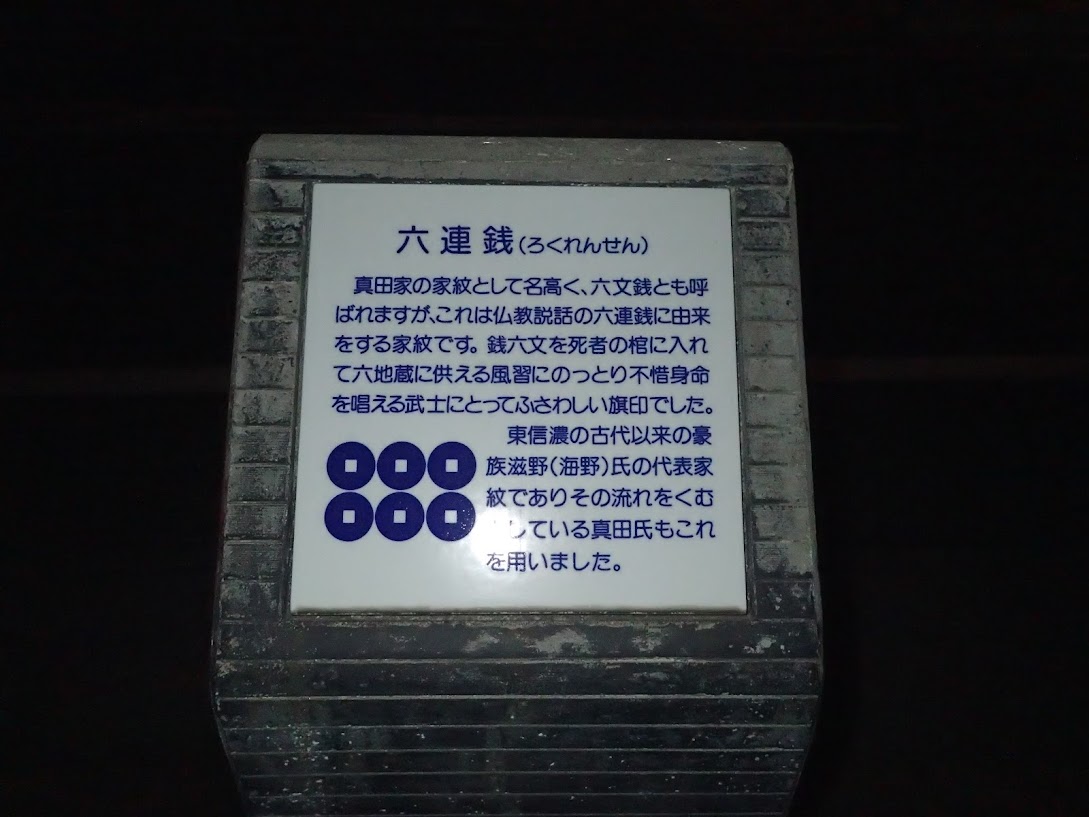 六連銭(ろくれんせん)
真田家の家紋として名高く、六文銭とも呼
ばれますが、これは仏教説話の六連銭に由来
をする家紋です。銭六文を死者の棺に入れ
て六地蔵に供える風習にのっとり不惜身命
を唱える武士にとってふさわしい旗印でした。
東信濃の古代以来の豪
族滋野(海野)氏の代表家
紋でありその流れをくむ
している真田氏もこれ
を用いました。